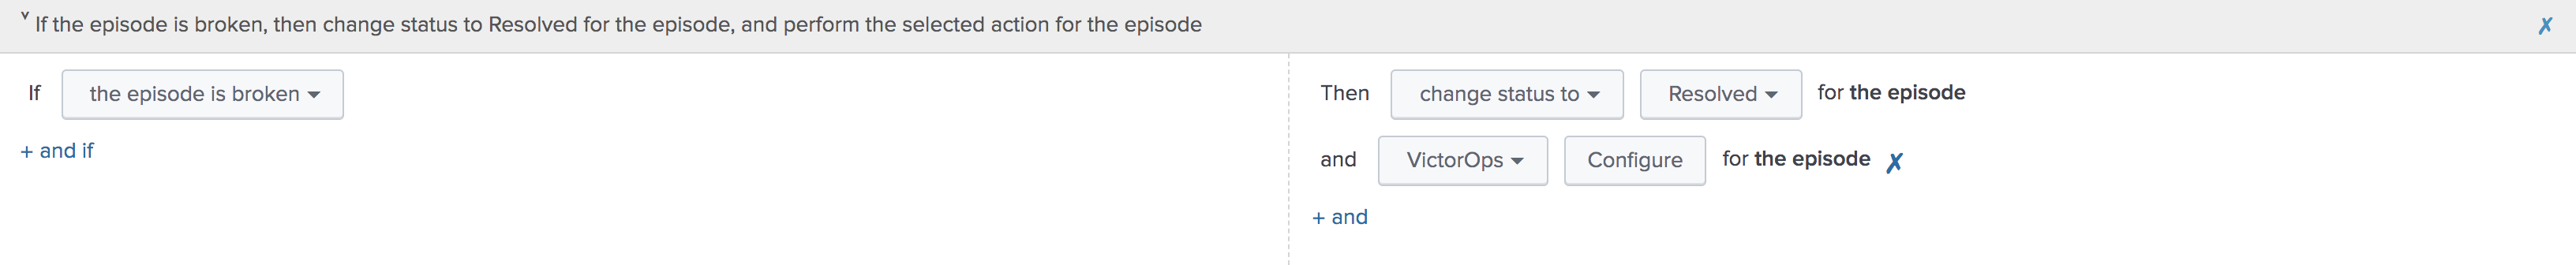 If the episode is broken, then change status to Resolved for the episode, and perform the selected action for the episode
If the episode is broken
+ and if
Then change status to Resolved for the episode
and VictorOps Configure for the episode
+ and